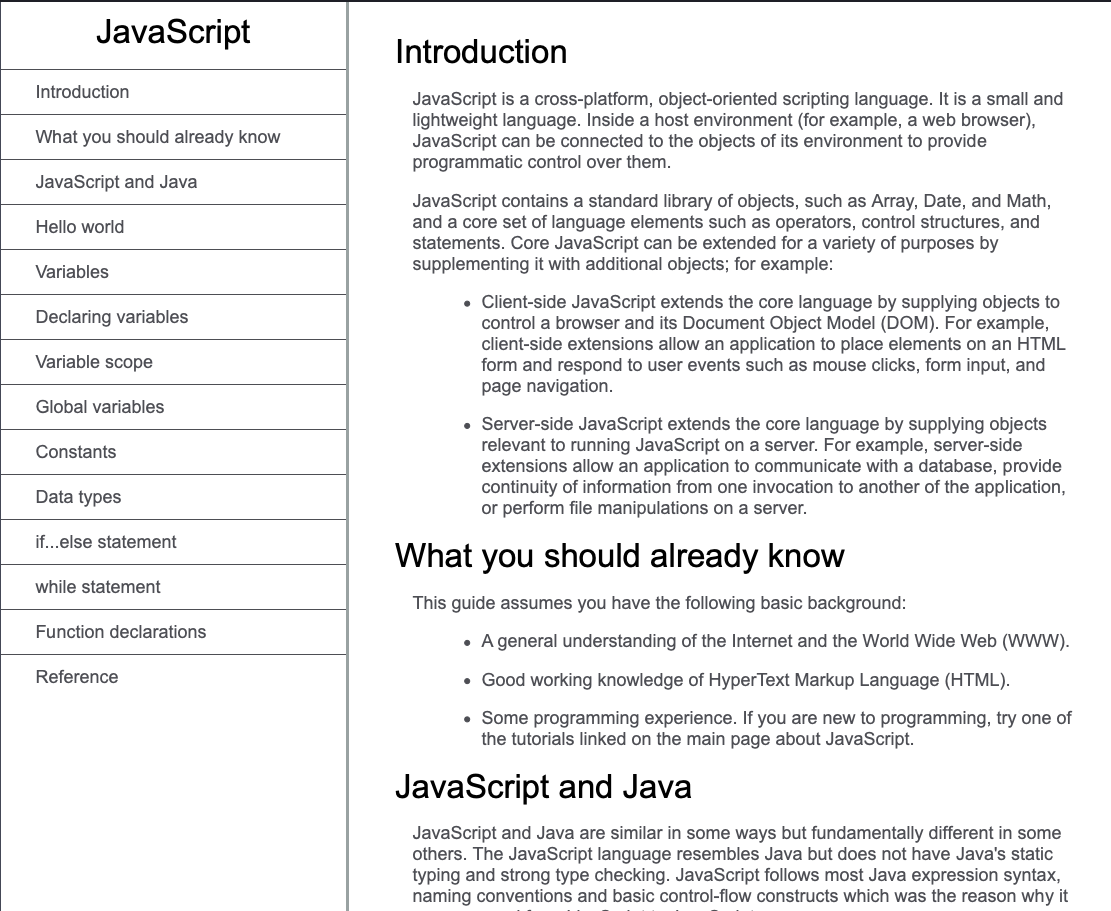 JavaScript
Introduction
What you should already know
JavaScript and Java
Hello world
Variables
Declaring variables
Variable scope
Global variables
Constants
Data types
if...else statement
while statement
Function declarations
Reference
Introduction
JavaScript is a cross-platform, object-oriented scripting language. It is a small and
lightweight language. Inside a host environment (for example, a web browser),
JavaScript can be connected to the objects of its environment to provide
programmatic control over them.
JavaScript contains a standard library of objects, such as Array, Date, and Math,
and a core set of language elements such as operators, control structures, and
statements. Core JavaScript can be extended for a variety of purposes by
supplementing it with additional objects; for example:
• Client-side JavaScript extends the core language by supplying objects to
control a browser and its Document Object Model (DOM). For example,
client-side extensions allow an application to place elements on an HTML
form and respond to user events such as mouse clicks, form input, and
page navigation.
• Server-side JavaScript extends the core language by supplying objects
relevant to running JavaScript on a server. For example, server-side
extensions allow an application to communicate with a database, provide
continuity of information from one invocation to another of the application,
or perform file manipulations on a server.
What you should already know
This guide assumes you have the following basic background:
• A general understanding of the Internet and the World Wide Web (WWW).
• Good working knowledge of HyperText Markup Language (HTML).
• Some programming experience. If you are new to programming, try one of
the tutorials linked on the main page about JavaScript.
JavaScript and Java
JavaScript and Java are similar in some ways but fundamentally different in some
others. The JavaScript language resembles Java but does not have Java's static
typing and strong type checking. JavaScript follows most Java expression syntax,
naming conventions and basic control-flow constructs which was the reason why it